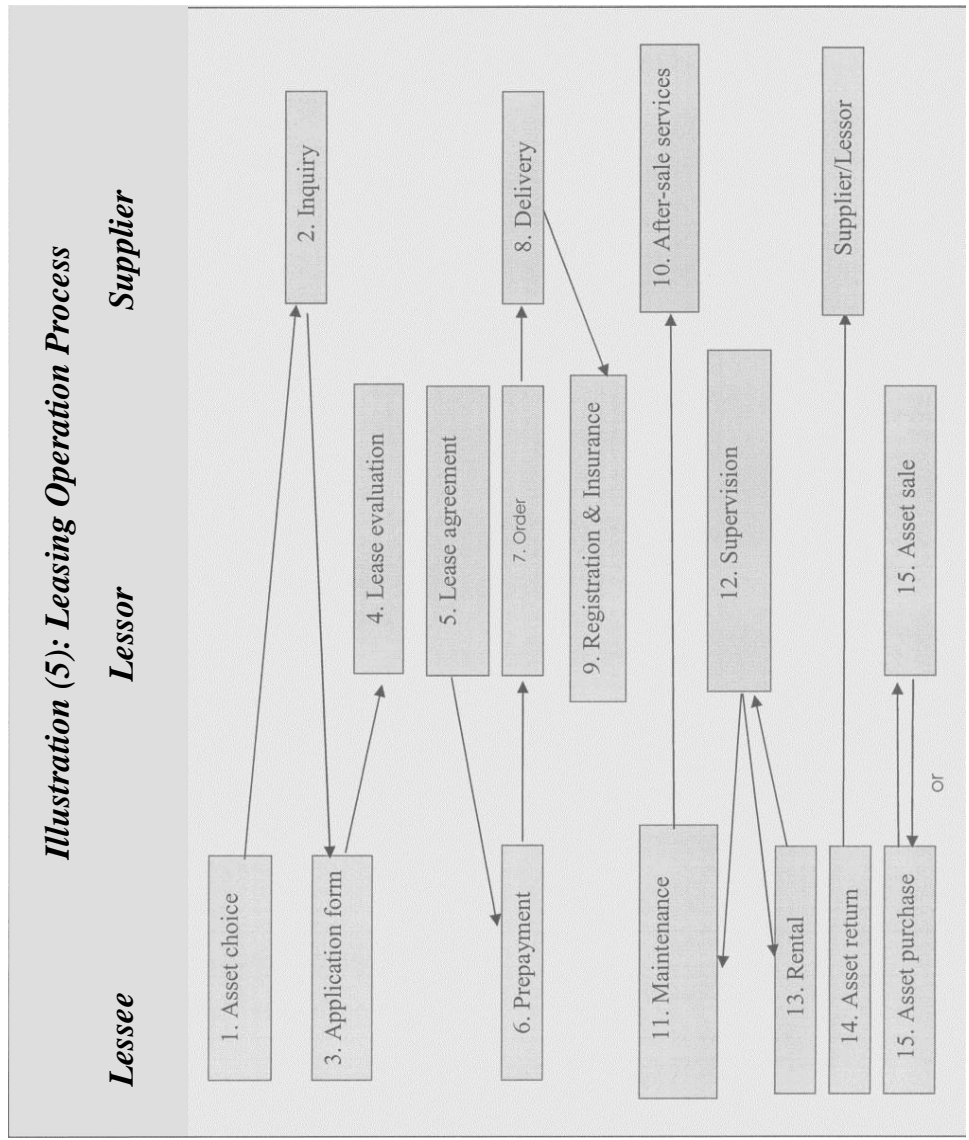 Illustration (5): Leasing Operation Process
Lessee
Lessor
Supplier
1. Asset choice
2. Inquiry
3. Application form
4. Lease evaluation
5. Lease agreement
6. Prepayment
7. Order
8. Delivery
9. Registration & Insurance
10. After-sale services
11. Maintenance
12. Supervision
13. Rental
14. Asset return
Supplier/Lessor
15. Asset purchase
15. Asset sale
or